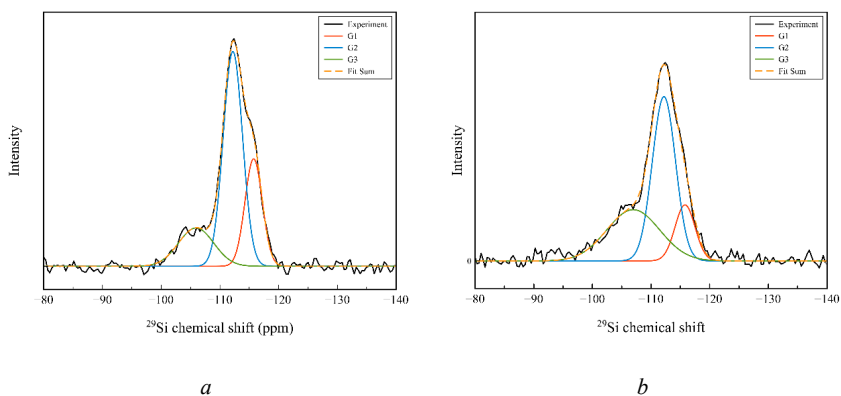 Experiment
G1
G2
G3
Fit Sum
Intensity
−80 −90 −100 −110 −120 −130 −140
²⁹Si chemical shift (ppm)
a
Experiment
G1
G2
G3
Fit Sum
Intensity
0
−80 −90 −100 −110 −120 −130 −140
²⁹Si chemical shift
b